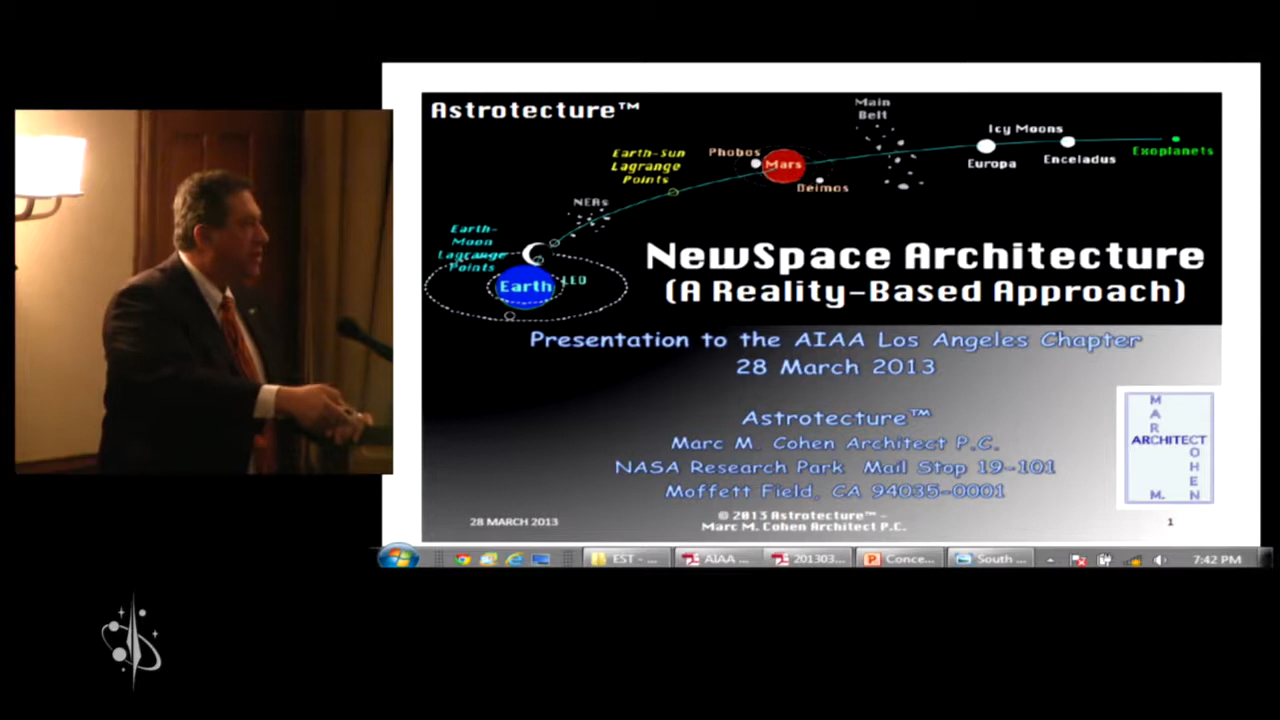 Astrotecture™
Main
Belt
Icy Moons
Europa
Enceladus
Exoplanets
Earth-Sun
Lagrange
Points
Phobos
Mars
Deimos
NEAs
Earth-
Moon
Lagrange
Points
Earth
LEO
NewSpace Architecture
(A Reality-Based Approach)
Presentation to the AIAA Los Angeles Chapter
28 March 2013
Astrotecture™
Marc M. Cohen Architect P.C.
NASA Research Park Mail Stop 19-101
Moffett Field, CA 94035-0001
© 2013 Astrotecture™ –
Marc M. Cohen Architect P.C.
28 MARCH 2013
1
MARC
ARCHITECT
COHEN
M.
EST - ...
AIAA ...
201303...
Conce...
South ...
7:42 PM